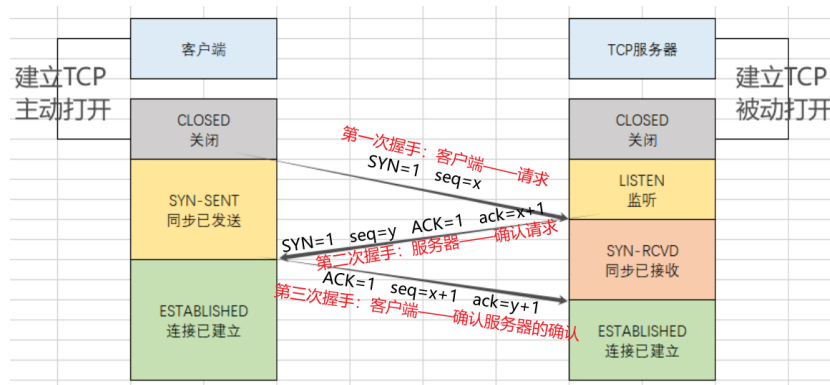 客户端
TCP服务器
建立TCP
主动打开
建立TCP
被动打开
CLOSED
关闭
CLOSED
关闭
第一次握手：客户端——请求
SYN=1 seq=x
SYN-SENT
同步已发送
LISTEN
监听
SYN=1 seq=y ACK=1 ack=x+1
第二次握手：服务器——确认请求
SYN-RCVD
同步已接收
ACK=1 seq=x+1 ack=y+1
第三次握手：客户端——确认服务器的确认
ESTABLISHED
连接已建立
ESTABLISHED
连接已建立